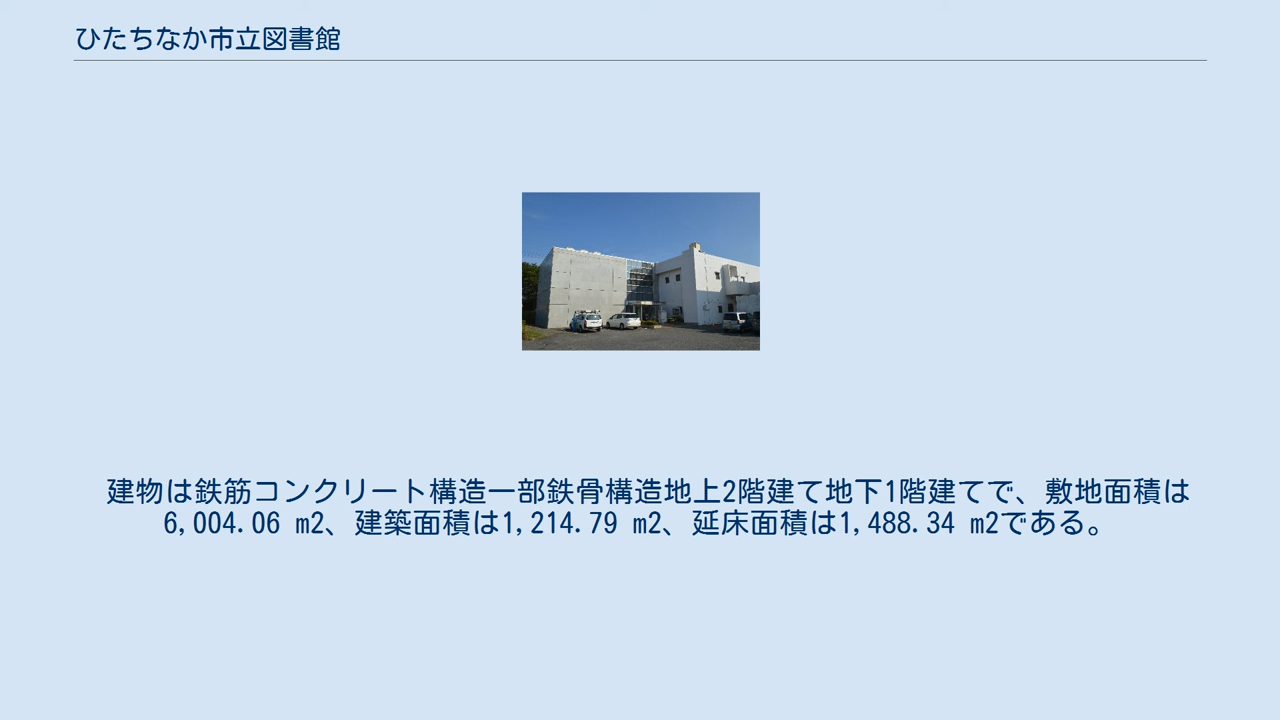 ひたちなか市立図書館
建物は鉄筋コンクリート構造一部鉄骨構造地上2階建て地下1階建てで、敷地面積は
6,004.06 m2、建築面積は1,214.79 m2、延床面積は1,488.34 m2である。